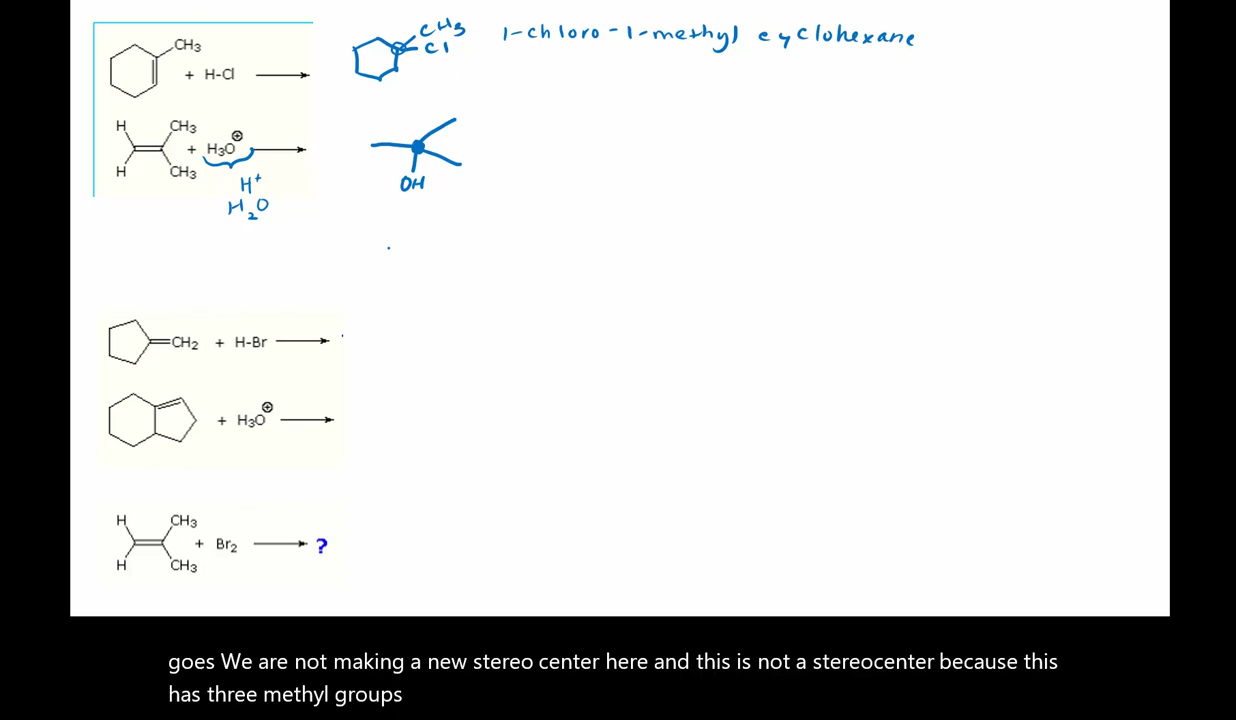 CH3
+ H-Cl
CH3
Cl
1-chloro-1-methyl cyclohexane
H
CH3
+ H3O⊕
H
CH3
H+
H2O
OH
=CH2 + H-Br
+ H3O⊕
H
CH3
+ Br2
?
H
CH3
goes We are not making a new stereo center here and this is not a stereocenter because this
has three methyl groups